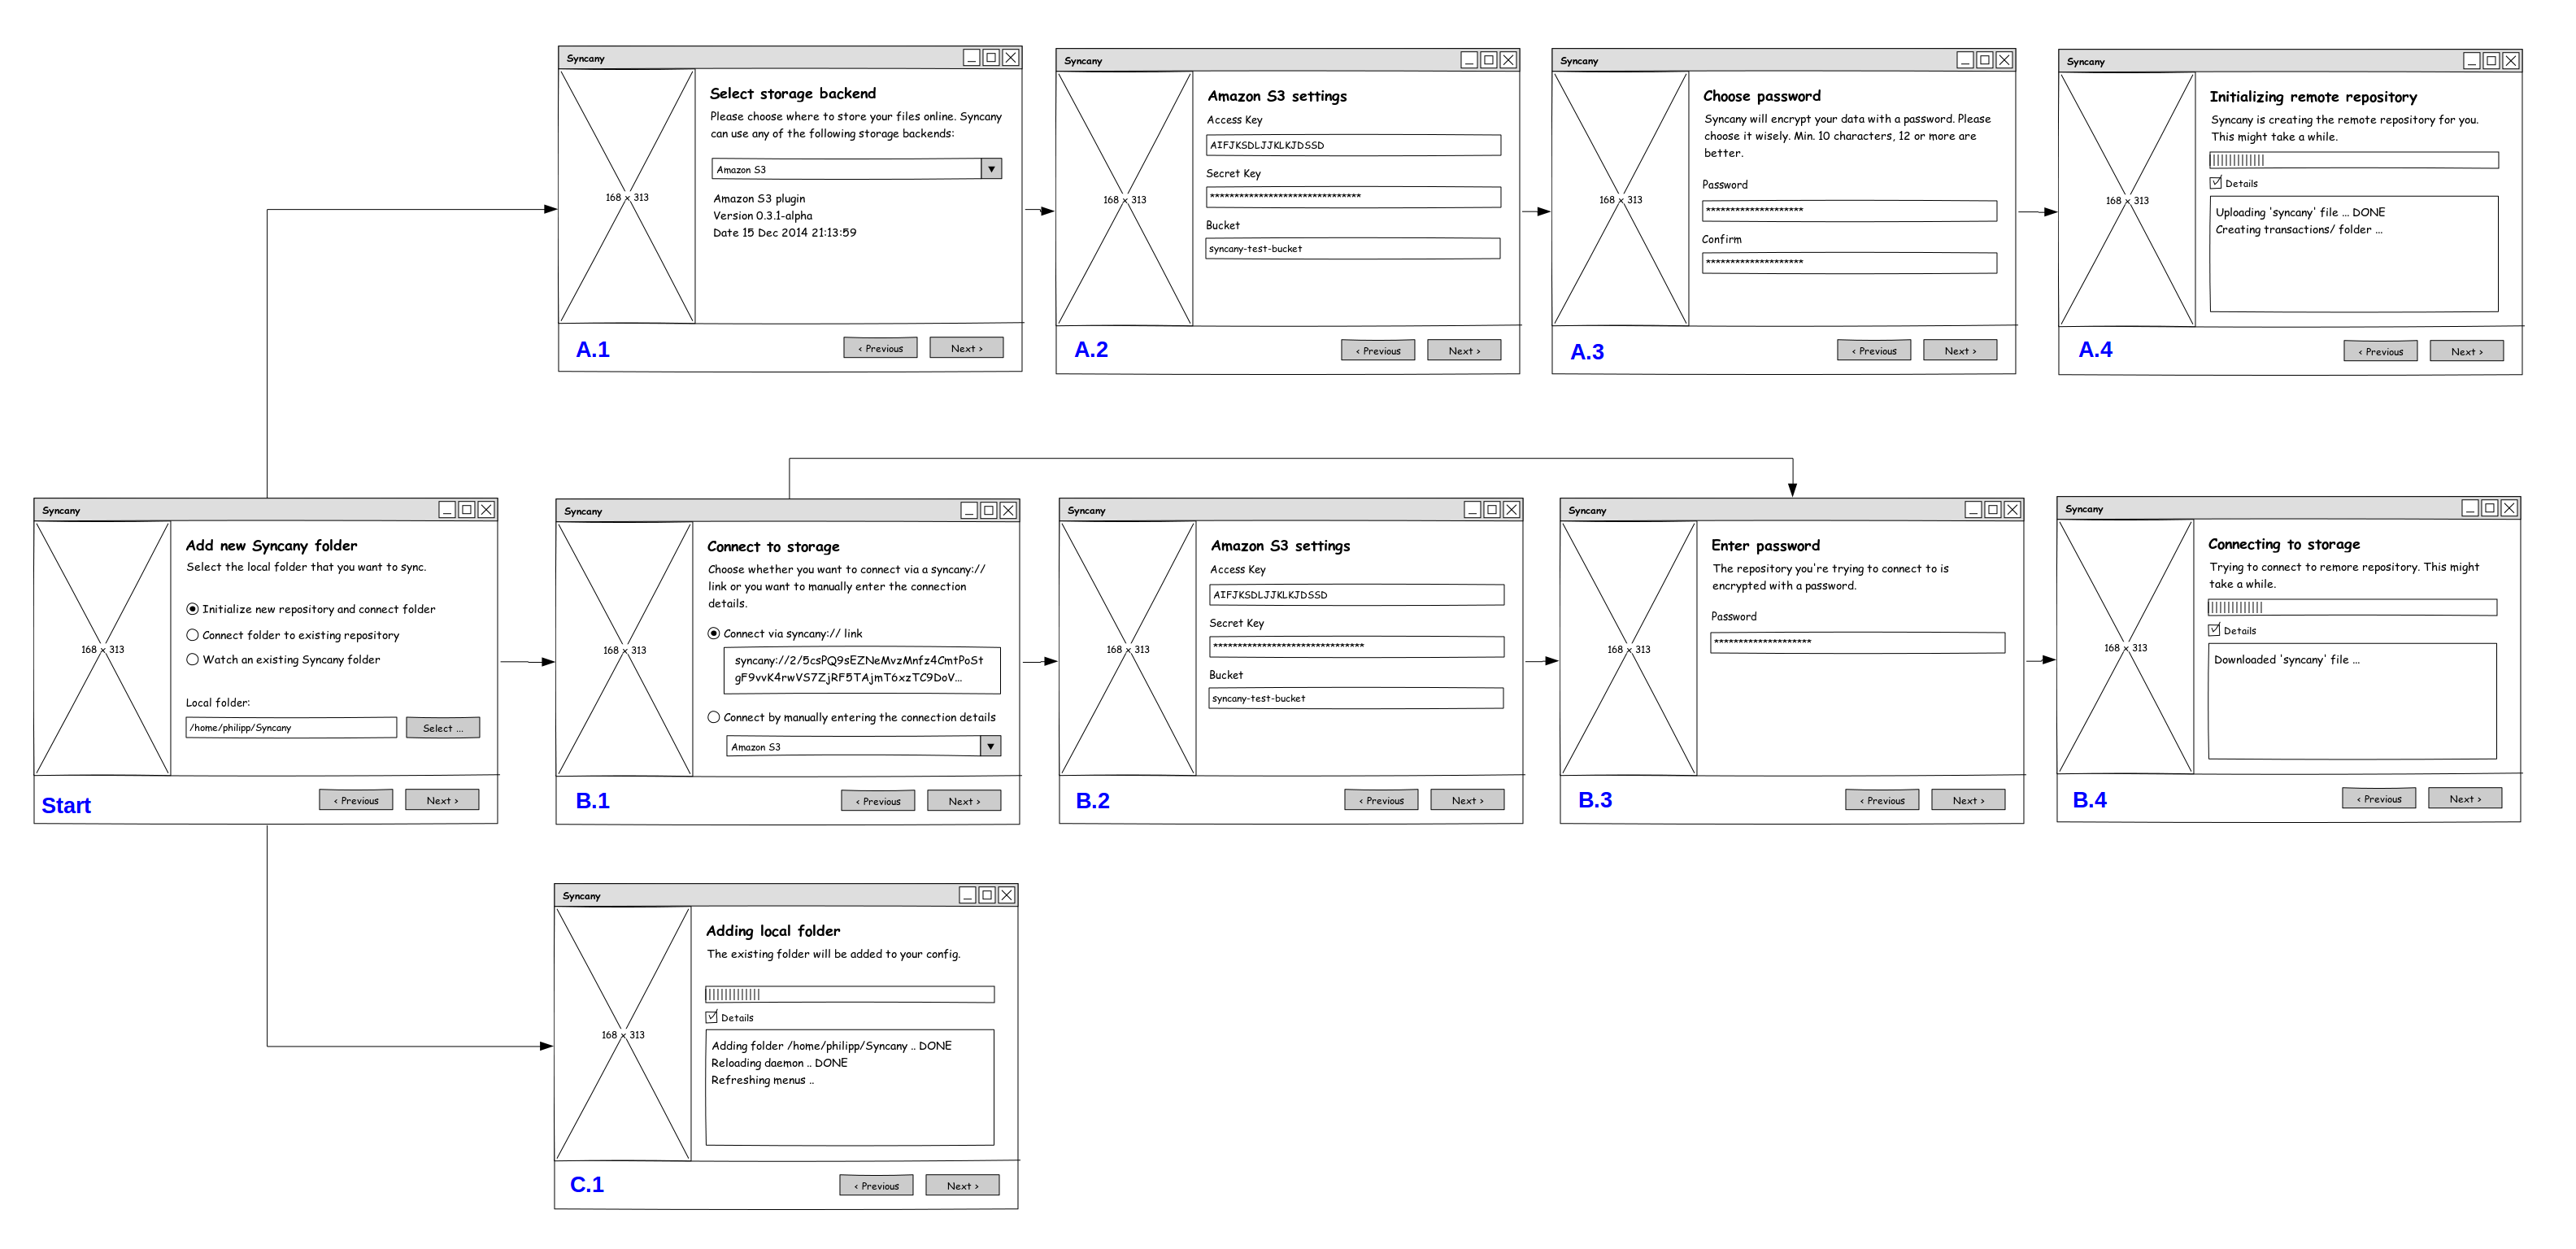 Syncany
Select storage backend
Please choose where to store your files online. Syncany
can use any of the following storage backends:
Amazon S3
Amazon S3 plugin
Version 0.3.1-alpha
Date 15 Dec 2014 21:13:59
168 x 313
A.1
< Previous
Next >
Syncany
Amazon S3 settings
Access Key
AIFJKSDLJJKLKJDSSD
Secret Key
*******************************
Bucket
syncany-test-bucket
168 x 313
A.2
< Previous
Next >
Syncany
Choose password
Syncany will encrypt your data with a password. Please
choose it wisely. Min. 10 characters, 12 or more are
better.
Password
********************
Confirm
********************
168 x 313
A.3
< Previous
Next >
Syncany
Initializing remote repository
Syncany is creating the remote repository for you.
This might take a while.
Details
Uploading 'syncany' file ... DONE
Creating transactions/ folder ...
168 x 313
A.4
< Previous
Next >
Syncany
Add new Syncany folder
Select the local folder that you want to sync.
Initialize new repository and connect folder
Connect folder to existing repository
Watch an existing Syncany folder
Local folder:
/home/philipp/Syncany
Select ...
168 x 313
Start
< Previous
Next >
Syncany
Connect to storage
Choose whether you want to connect via a syncany://
link or you want to manually enter the connection
details.
Connect via syncany:// link
syncany://2/5csPQ9sEZNeMvzMnfz4CmtPoSt
gF9vvK4rwVS7ZjRF5TAjmT6xzTC9DoV...
Connect by manually entering the connection details
Amazon S3
168 x 313
B.1
< Previous
Next >
Syncany
Amazon S3 settings
Access Key
AIFJKSDLJJKLKJDSSD
Secret Key
*******************************
Bucket
syncany-test-bucket
168 x 313
B.2
< Previous
Next >
Syncany
Enter password
The repository you're trying to connect to is
encrypted with a password.
Password
********************
168 x 313
B.3
< Previous
Next >
Syncany
Connecting to storage
Trying to connect to remore repository. This might
take a while.
Details
Downloaded 'syncany' file ...
168 x 313
B.4
< Previous
Next >
Syncany
Adding local folder
The existing folder will be added to your config.
Details
Adding folder /home/philipp/Syncany .. DONE
Reloading daemon .. DONE
Refreshing menus ..
168 x 313
C.1
< Previous
Next >